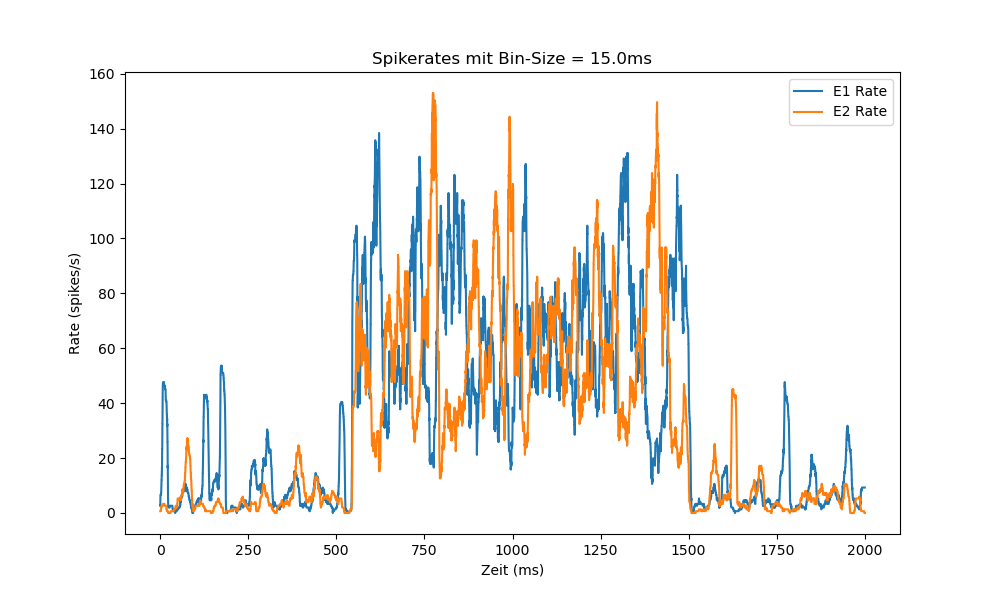 Spikerates mit Bin-Size = 15.0ms
E1 Rate
E2 Rate
Rate (spikes/s)
160
140
120
100
80
60
40
20
0
0 250 500 750 1000 1250 1500 1750 2000
Zeit (ms)